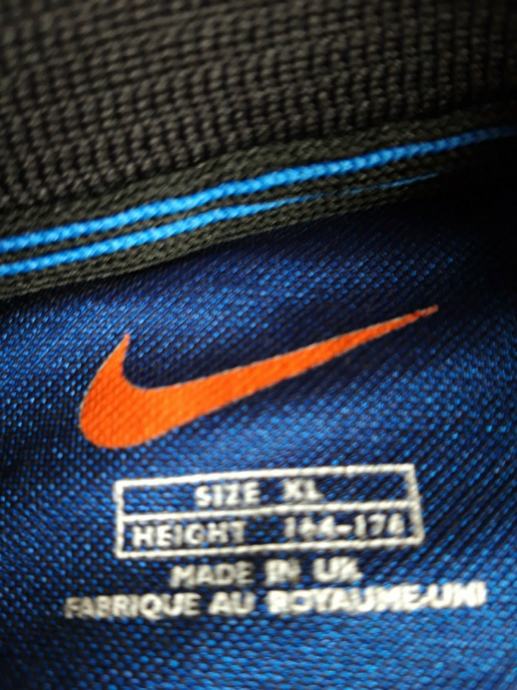 SIZE XL
HEIGHT 164-176
MADE IN UK
FABRIQUE AU ROYAUME-UNI